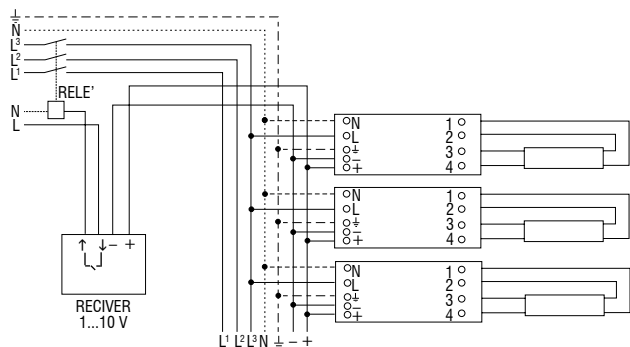 N
L³
L²
L¹
RELE'
N
L
− +
RECIVER
1...10 V
N 1
L 2
3
− 
+ 4
N 1
L 2
3
−
+ 4
N 1
L 2
3
−
+ 4
L¹ L² L³ N − +